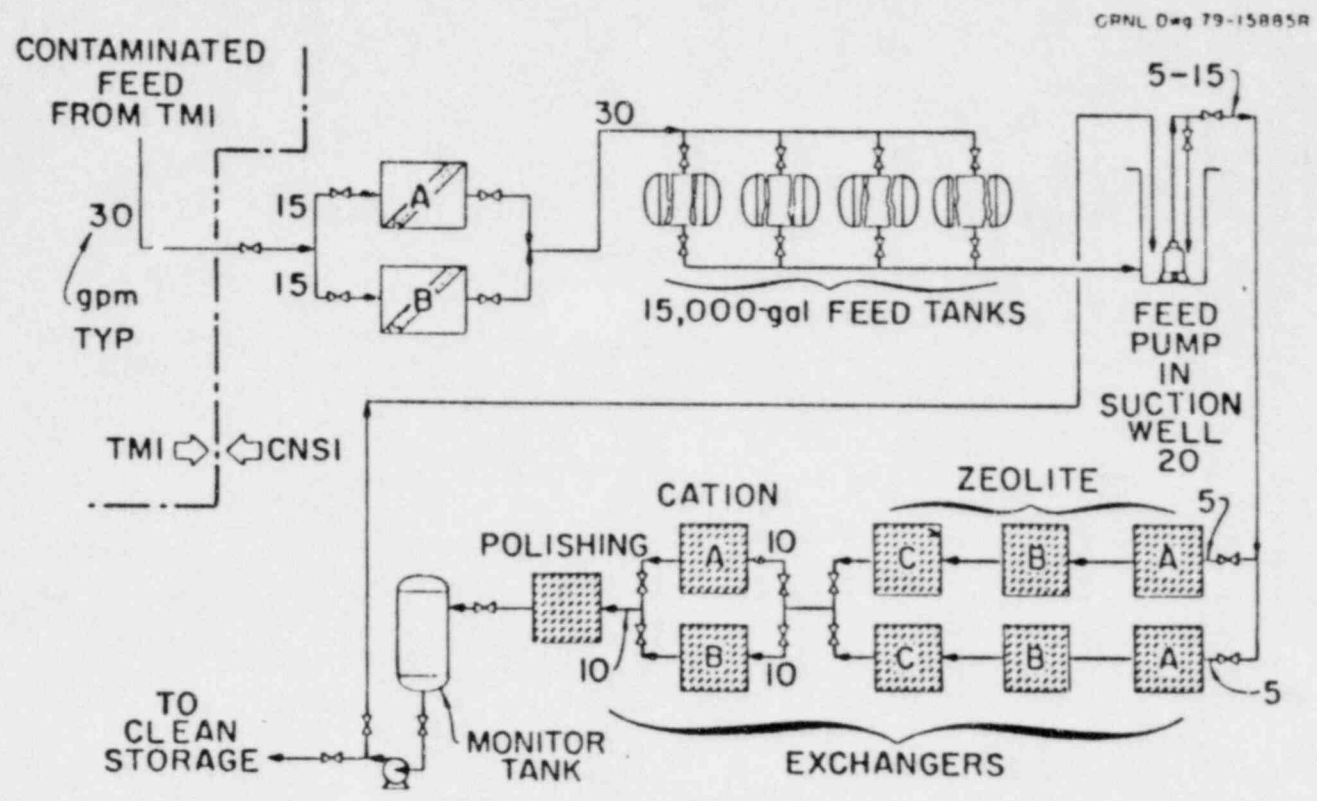 ORNL Dwg 79-15885R
CONTAMINATED
FEED
FROM TMI
30
gpm
TYP
15
A
15
B
30
15,000-gal FEED TANKS
5-15
FEED
PUMP
IN
SUCTION
WELL
20
TMI
CNSI
ZEOLITE
5
CATION
POLISHING
A
10
C
B
A
B
10
C
B
A
10
5
TO
CLEAN
STORAGE
MONITOR
TANK
EXCHANGERS